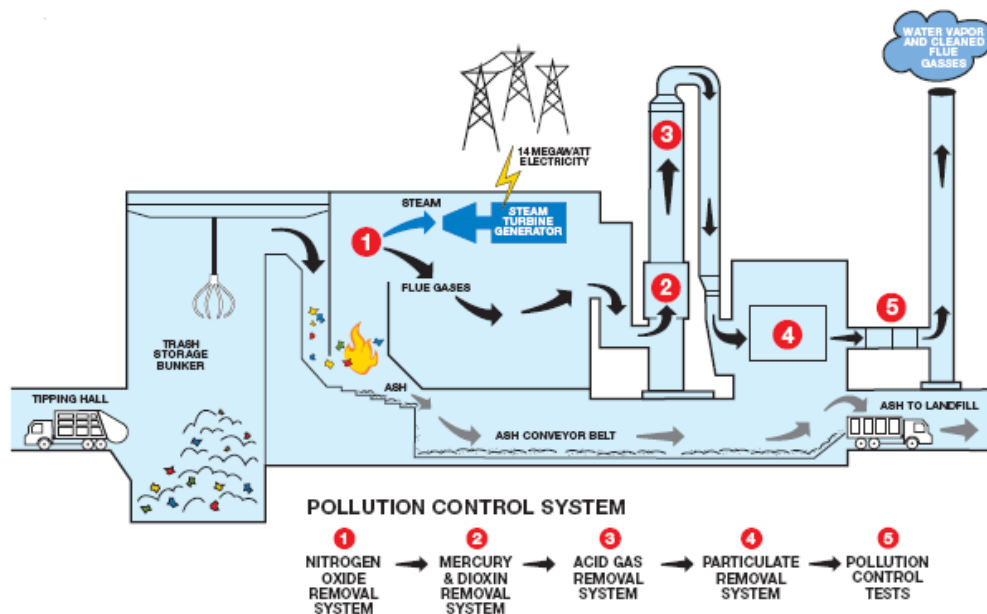 WATER VAPOR
AND CLEANED
FLUE
GASSES
3
14 MEGAWATT
ELECTRICITY
STEAM
STEAM
TURBINE
GENERATOR
1
FLUE GASES
2
5
4
TRASH
STORAGE
BUNKER
ASH
TIPPING HALL
ASH TO LANDFILL
ASH CONVEYOR BELT
POLLUTION CONTROL SYSTEM
1
NITROGEN
OXIDE
REMOVAL
SYSTEM
2
MERCURY
& DIOXIN
REMOVAL
SYSTEM
3
ACID GAS
REMOVAL
SYSTEM
4
PARTICULATE
REMOVAL
SYSTEM
5
POLLUTION
CONTROL
TESTS